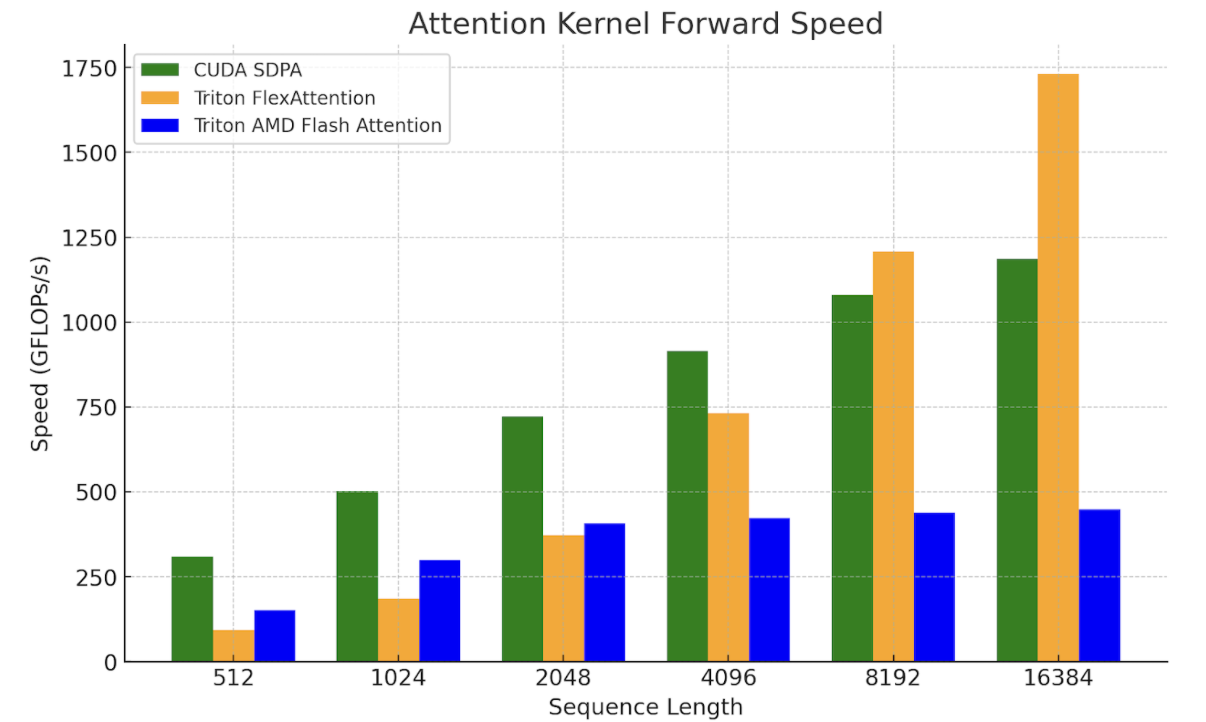 Attention Kernel Forward Speed
CUDA SDPA
Triton FlexAttention
Triton AMD Flash Attention
Speed (GFLOPs/s)
1750
1500
1250
1000
750
500
250
0
512 1024 2048 4096 8192 16384
Sequence Length